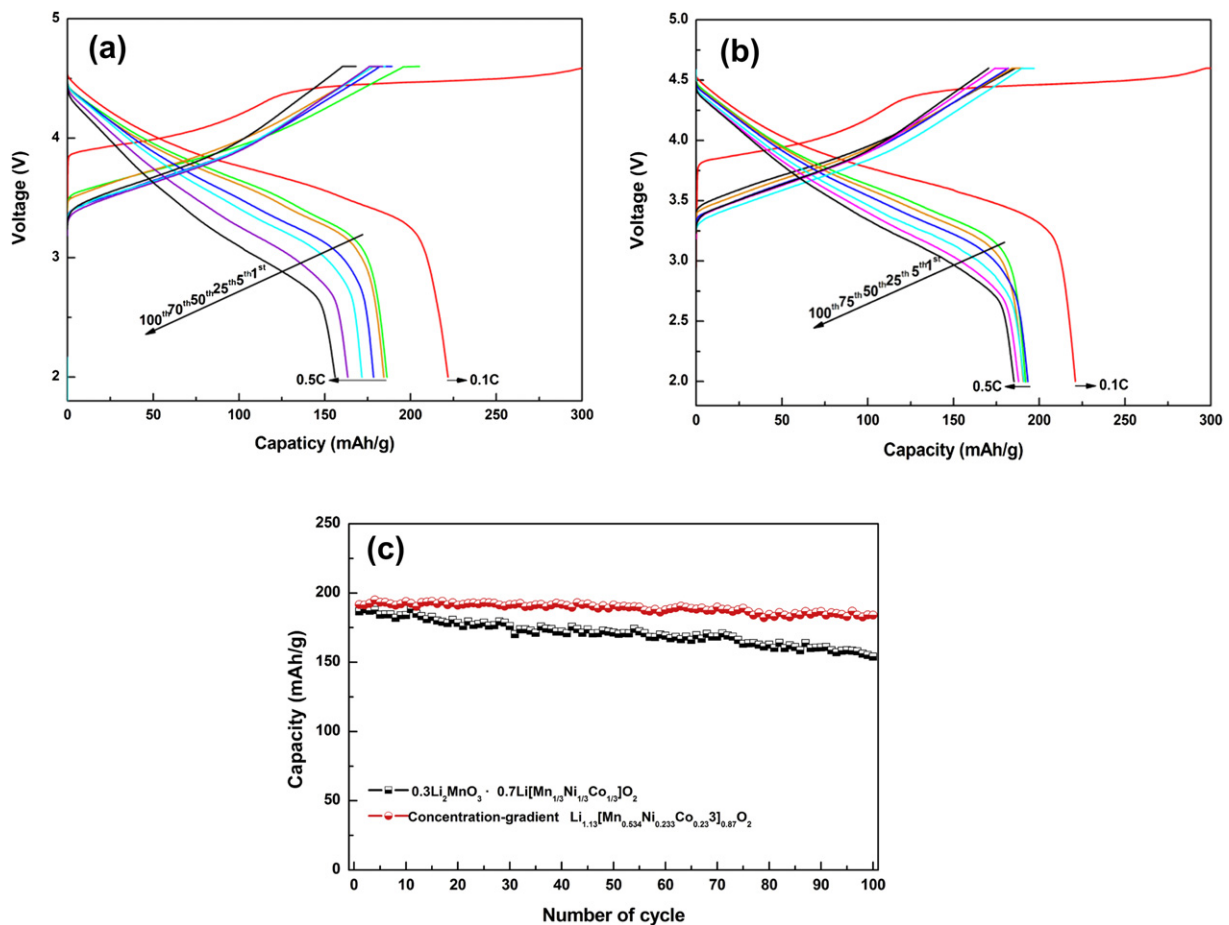 (a)
5
4
3
2
Voltage (V)
0 50 100 150 200 250 300
Capaticy (mAh/g)
100th70th50th25th5th1st
0.5C
0.1C
(b)
5.0
4.5
4.0
3.5
3.0
2.5
2.0
Voltage (V)
0 50 100 150 200 250 300
Capacity (mAh/g)
100th75th50th25th5th1st
0.5C
0.1C
(c)
250
200
150
100
50
0
Capacity (mAh/g)
0.3Li2MnO3 · 0.7Li[Mn1/3Ni1/3Co1/3]O2
Concentration-gradient Li1.13[Mn0.534Ni0.233Co0.233]0.87O2
0 10 20 30 40 50 60 70 80 90 100
Number of cycle